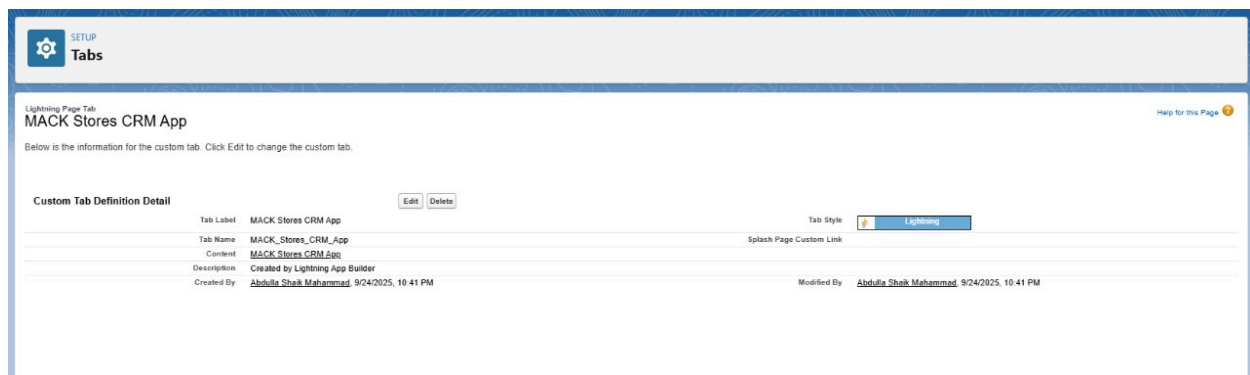 SETUP
Tabs
Lightning Page Tab
MACK Stores CRM App
Help for this Page
Below is the information for the custom tab. Click Edit to change the custom tab.
Custom Tab Definition Detail
Edit Delete
Tab Label MACK Stores CRM App Tab Style Lightning
Tab Name MACK_Stores_CRM_App Splash Page Custom Link
Content MACK Stores CRM App
Description Created by Lightning App Builder
Created By Abdulla Shaik Mahammad, 9/24/2025, 10:41 PM Modified By Abdulla Shaik Mahammad, 9/24/2025, 10:41 PM